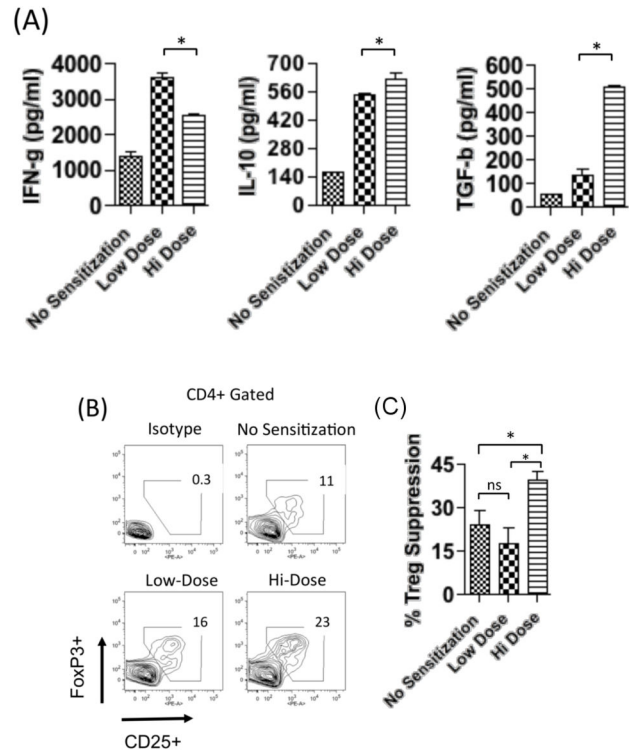 (A)
*
IFN-g (pg/ml)
4000
3000
2000
1000
0
No Sensitization
Low Dose
Hi Dose
*
IL-10 (pg/ml)
700
560
420
280
140
0
No Senistization
Low Dose
Hi Dose
*
TGF-b (pg/ml)
600
500
400
300
200
100
0
No Sensitization
Low Dose
Hi Dose
(B)
CD4+ Gated
Isotype
No Sensitization
0.3
11
Low-Dose
Hi-Dose
16
23
FoxP3+
CD25+
(C)
*
*
ns
% Treg Suppression
45
30
15
0
No Sensitization
Low Dose
Hi Dose